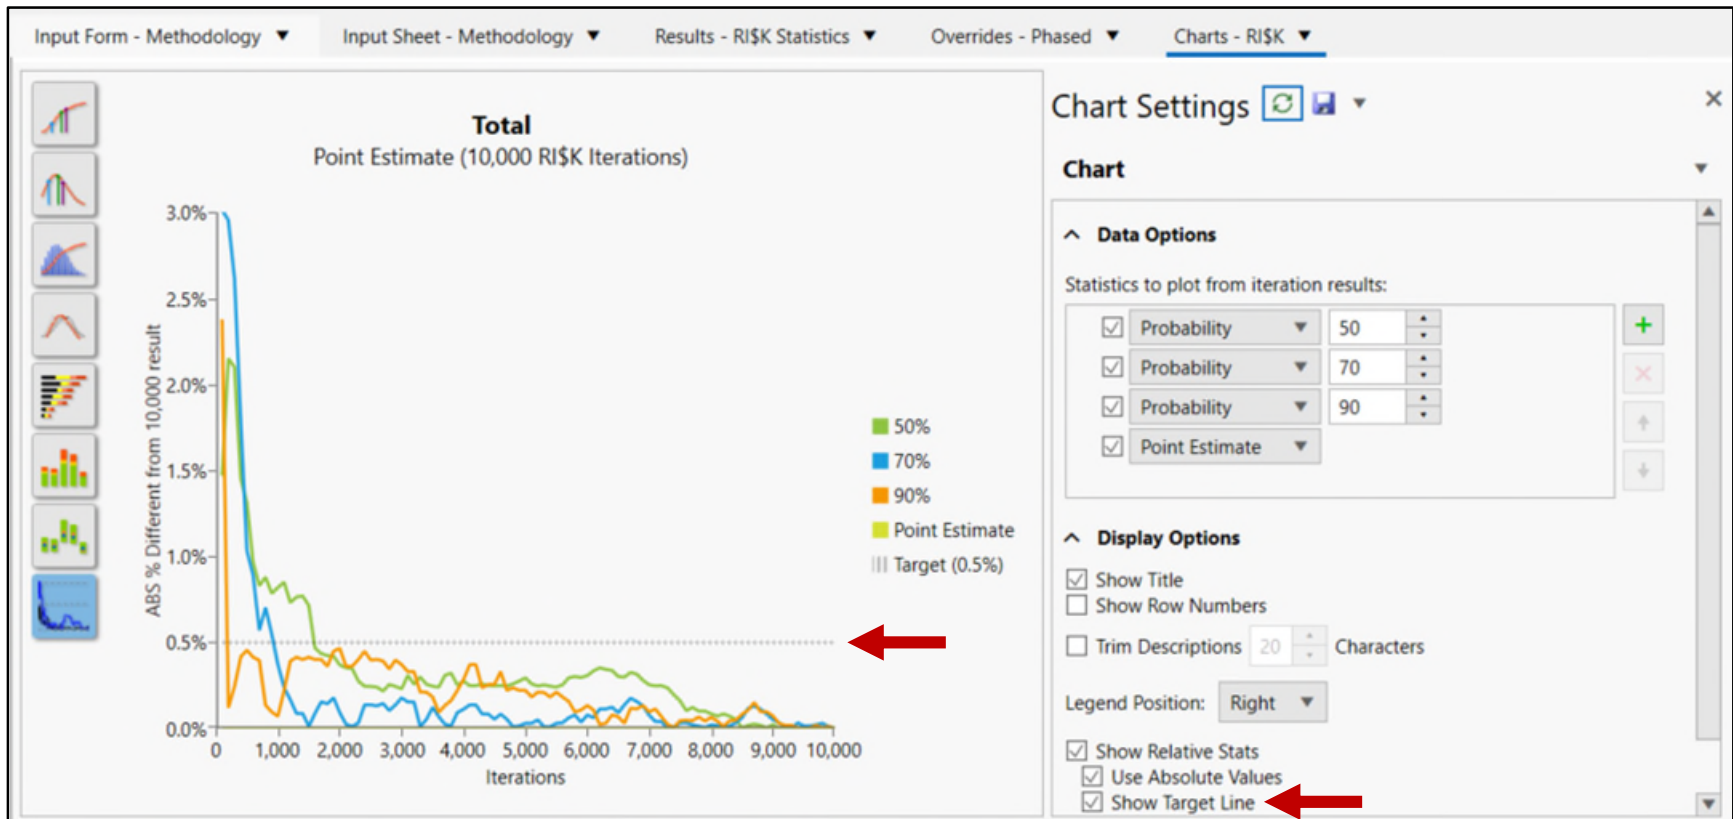 Input Form - Methodology
Input Sheet - Methodology
Results - RI$K Statistics
Overrides - Phased
Charts - RI$K
Total
Point Estimate (10,000 RI$K Iterations)
ABS % Different from 10,000 result
3.0%
2.5%
2.0%
1.5%
1.0%
0.5%
0.0%
0 1,000 2,000 3,000 4,000 5,000 6,000 7,000 8,000 9,000 10,000
Iterations
50%
70%
90%
Point Estimate
Target (0.5%)
Chart Settings
Chart
Data Options
Statistics to plot from iteration results:
Probability 50
Probability 70
Probability 90
Point Estimate
Display Options
Show Title
Show Row Numbers
Trim Descriptions 20 Characters
Legend Position: Right
Show Relative Stats
Use Absolute Values
Show Target Line